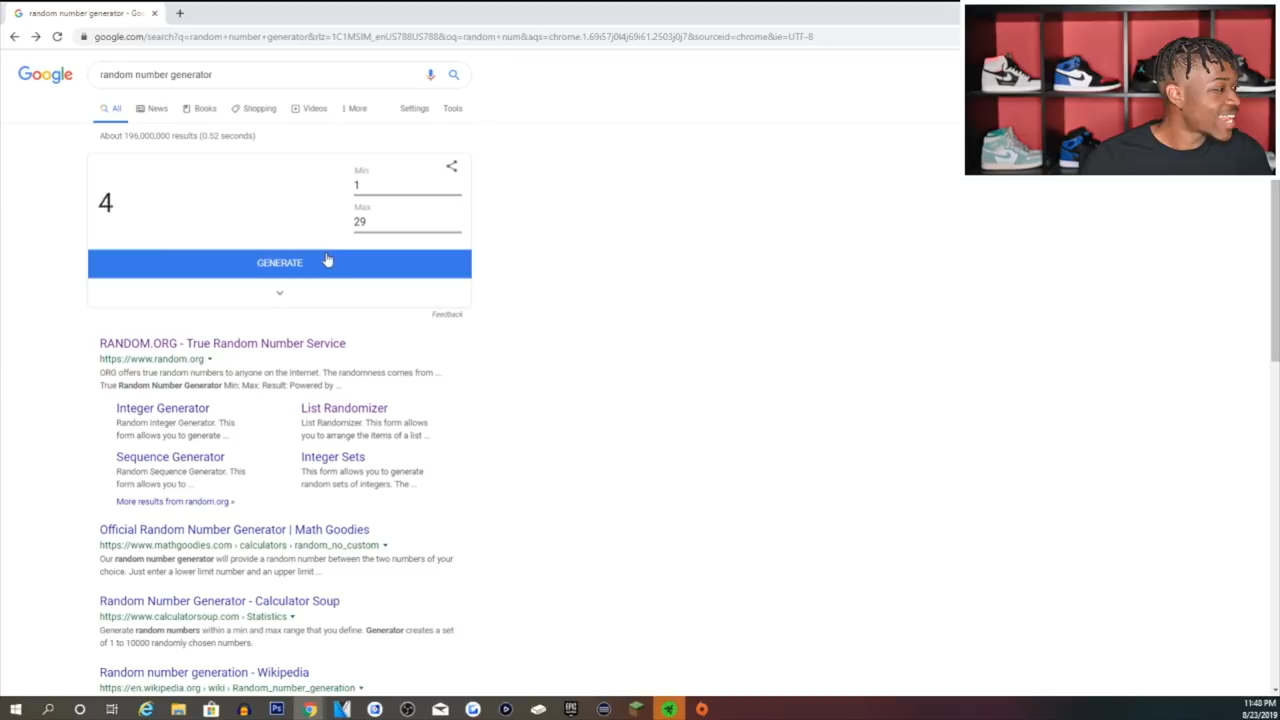 random number generator - Goo
google.com/search?q=random+number+generator&rlz=1C1MSIM_enUS788US788&oq=random+num&aqs=chrome.1.69i57j0l4j69i61.2503j0j7&sourceid=chrome&ie=UTF-8
Google
random number generator
All News Books Shopping Videos More Settings Tools
About 196,000,000 results (0.52 seconds)
Min
1
4
Max
29
GENERATE
Feedback
RANDOM.ORG - True Random Number Service
https://www.random.org
ORG offers true random numbers to anyone on the Internet. The randomness comes from ...
True Random Number Generator Min: Max: Result: Powered by ...
Integer Generator
Random Integer Generator. This
form allows you to generate ...
List Randomizer
List Randomizer. This form allows
you to arrange the items of a list ...
Sequence Generator
Random Sequence Generator. This
form allows you to ...
Integer Sets
This form allows you to generate
random sets of integers. The ...
More results from random.org »
Official Random Number Generator | Math Goodies
https://www.mathgoodies.com › calculators › random_no_custom
Our random number generator will provide a random number between the two numbers of your
choice. Just enter a lower limit number and an upper limit ...
Random Number Generator - Calculator Soup
https://www.calculatorsoup.com › Statistics
Generate random numbers within a min and max range that you define. Generator creates a set
of 1 to 10000 randomly chosen numbers.
Random number generation - Wikipedia
https://en.wikipedia.org › wiki › Random_number_generation
11:48 PM
8/23/2019